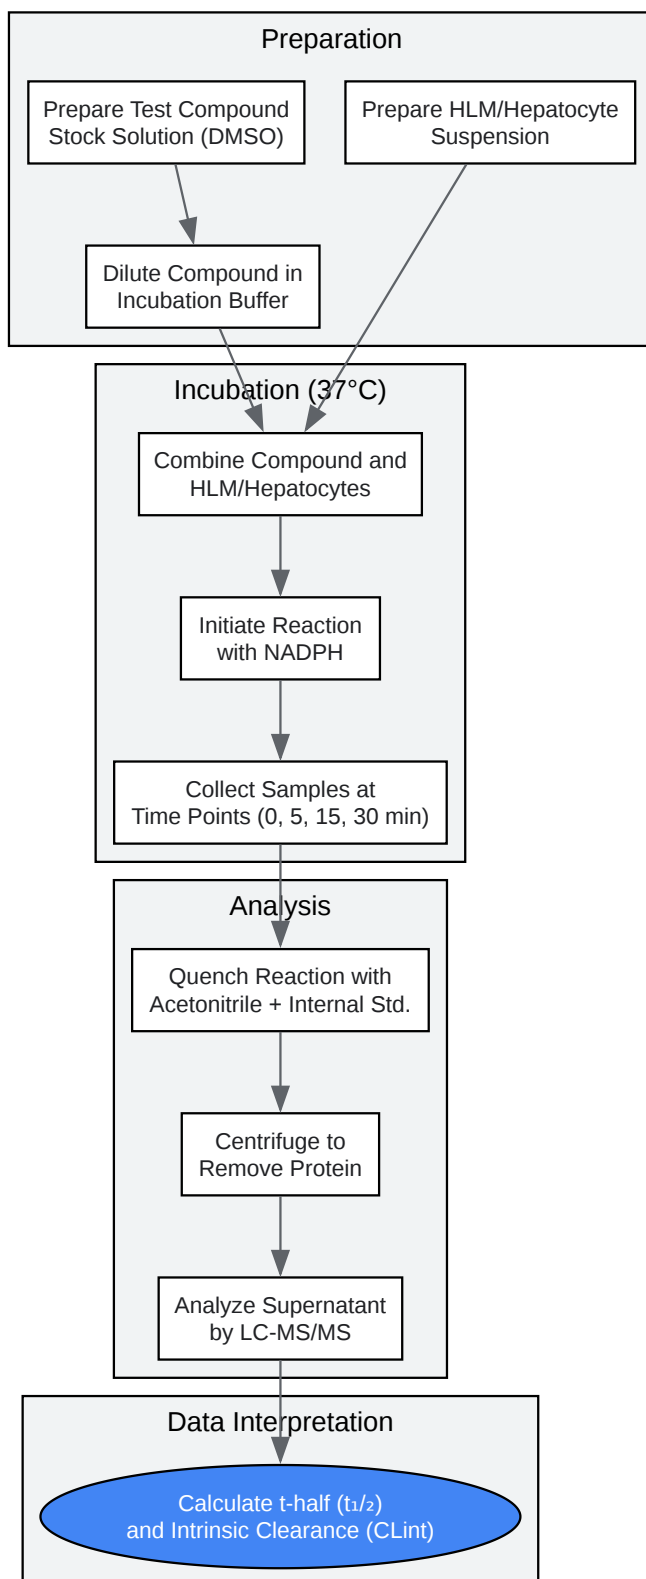 Preparation
Prepare Test Compound
Stock Solution (DMSO)
Prepare HLM/Hepatocyte
Suspension
Dilute Compound in
Incubation Buffer
Incubation (37°C)
Combine Compound and
HLM/Hepatocytes
Initiate Reaction
with NADPH
Collect Samples at
Time Points (0, 5, 15, 30 min)
Analysis
Quench Reaction with
Acetonitrile + Internal Std.
Centrifuge to
Remove Protein
Analyze Supernatant
by LC-MS/MS
Data Interpretation
Calculate t-half (t₁/₂)
and Intrinsic Clearance (CLint)